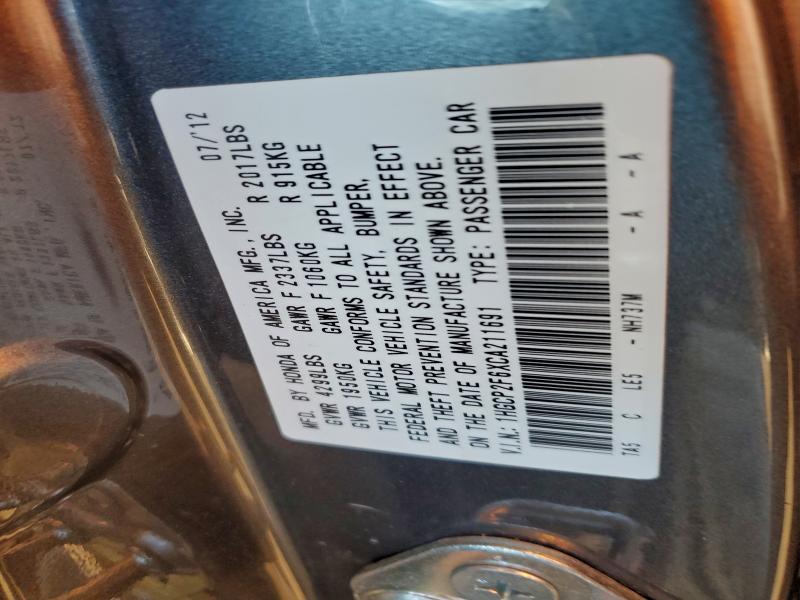 MFD. BY HONDA OF AMERICA MFG., INC. 07/'12
GVWR 4299LBS GAWR F 2337LBS R 2017LBS
GVWR 1950KG GAWR F 1060KG R 915KG
THIS VEHICLE CONFORMS TO ALL APPLICABLE
FEDERAL MOTOR VEHICLE SAFETY, BUMPER,
AND THEFT PREVENTION STANDARDS IN EFFECT
ON THE DATE OF MANUFACTURE SHOWN ABOVE.
V.I.N: 1HGCP2F6XCA211691 TYPE: PASSENGER CAR
TA5 C LE5 - NH737M - A - A